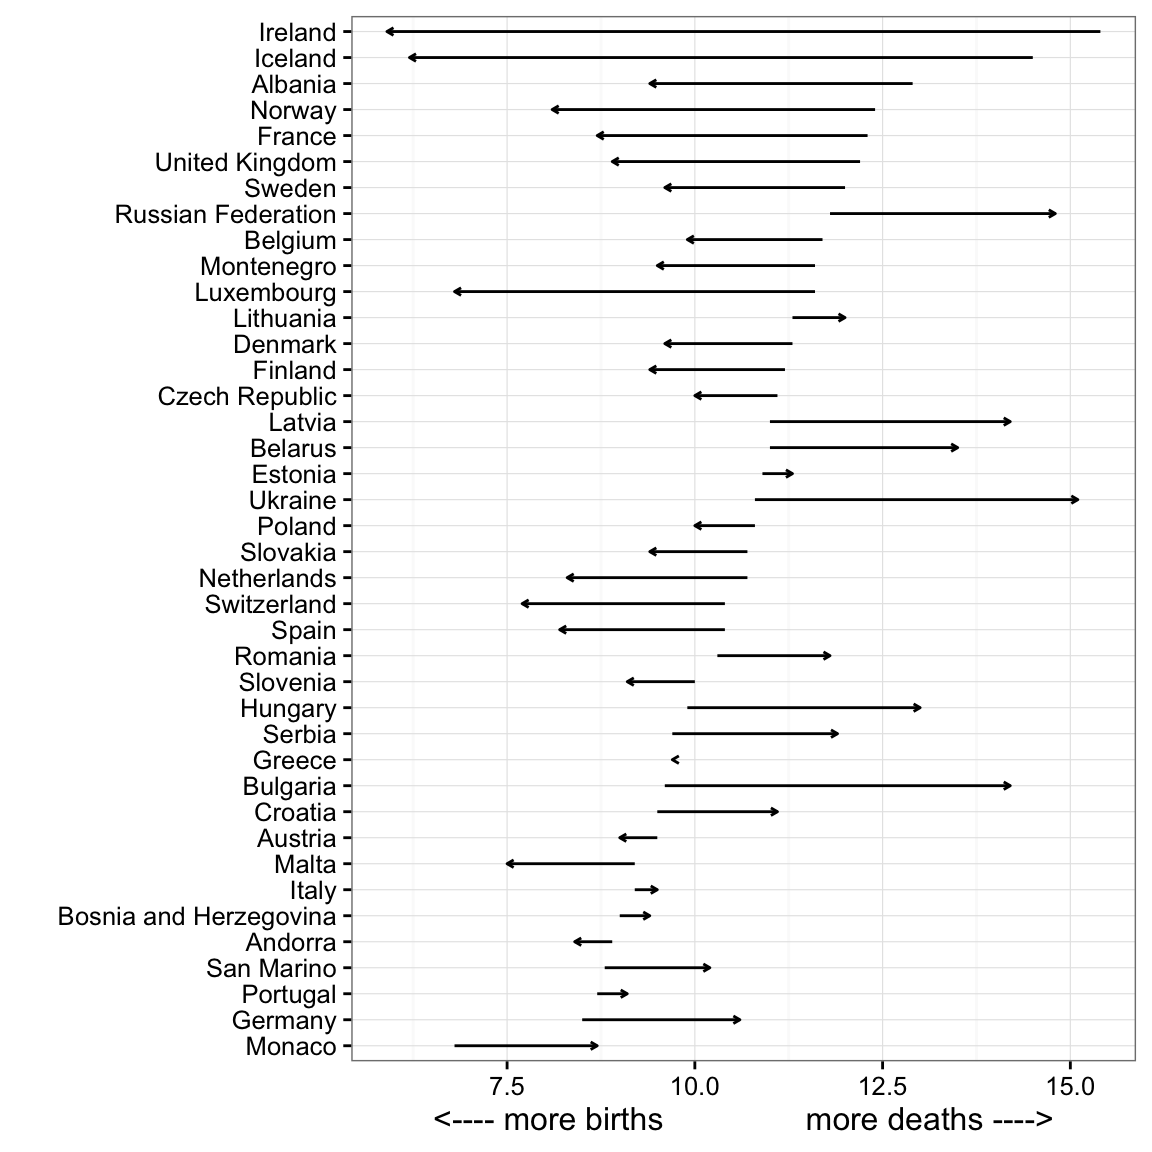 Ireland
Iceland
Albania
Norway
France
United Kingdom
Sweden
Russian Federation
Belgium
Montenegro
Luxembourg
Lithuania
Denmark
Finland
Czech Republic
Latvia
Belarus
Estonia
Ukraine
Poland
Slovakia
Netherlands
Switzerland
Spain
Romania
Slovenia
Hungary
Serbia
Greece
Bulgaria
Croatia
Austria
Malta
Italy
Bosnia and Herzegovina
Andorra
San Marino
Portugal
Germany
Monaco
7.5 10.0 12.5 15.0
<---- more births more deaths ---->